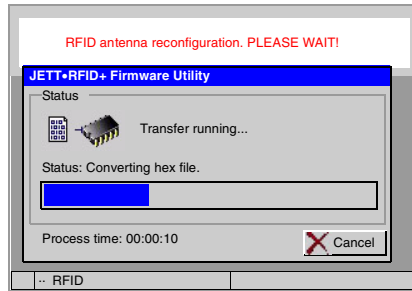 RFID antenna reconfiguration. PLEASE WAIT!
JETT•RFID+ Firmware Utility
Status
Transfer running...
Status: Converting hex file.
Process time: 00:00:10
Cancel
·· RFID